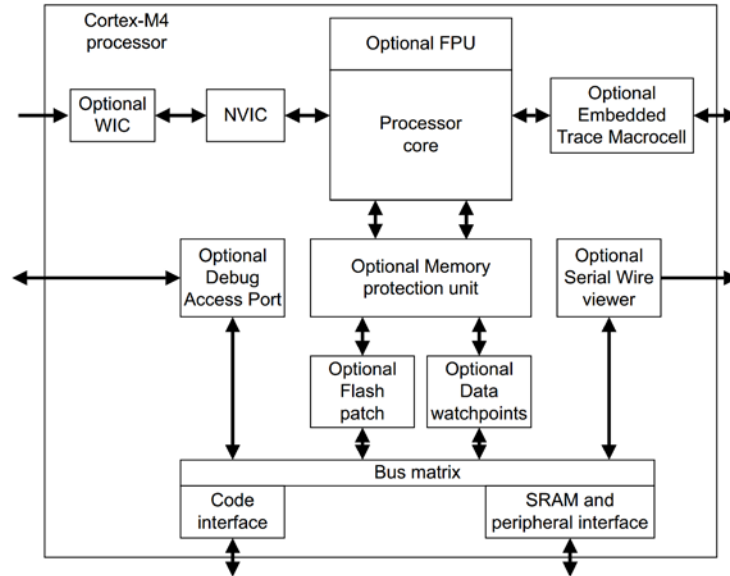 Cortex-M4
processor
Optional FPU
Optional
WIC
NVIC
Processor
core
Optional
Embedded
Trace Macrocell
Optional
Debug
Access Port
Optional Memory
protection unit
Optional
Serial Wire
viewer
Optional
Flash
patch
Optional
Data
watchpoints
Bus matrix
Code
interface
SRAM and
peripheral interface